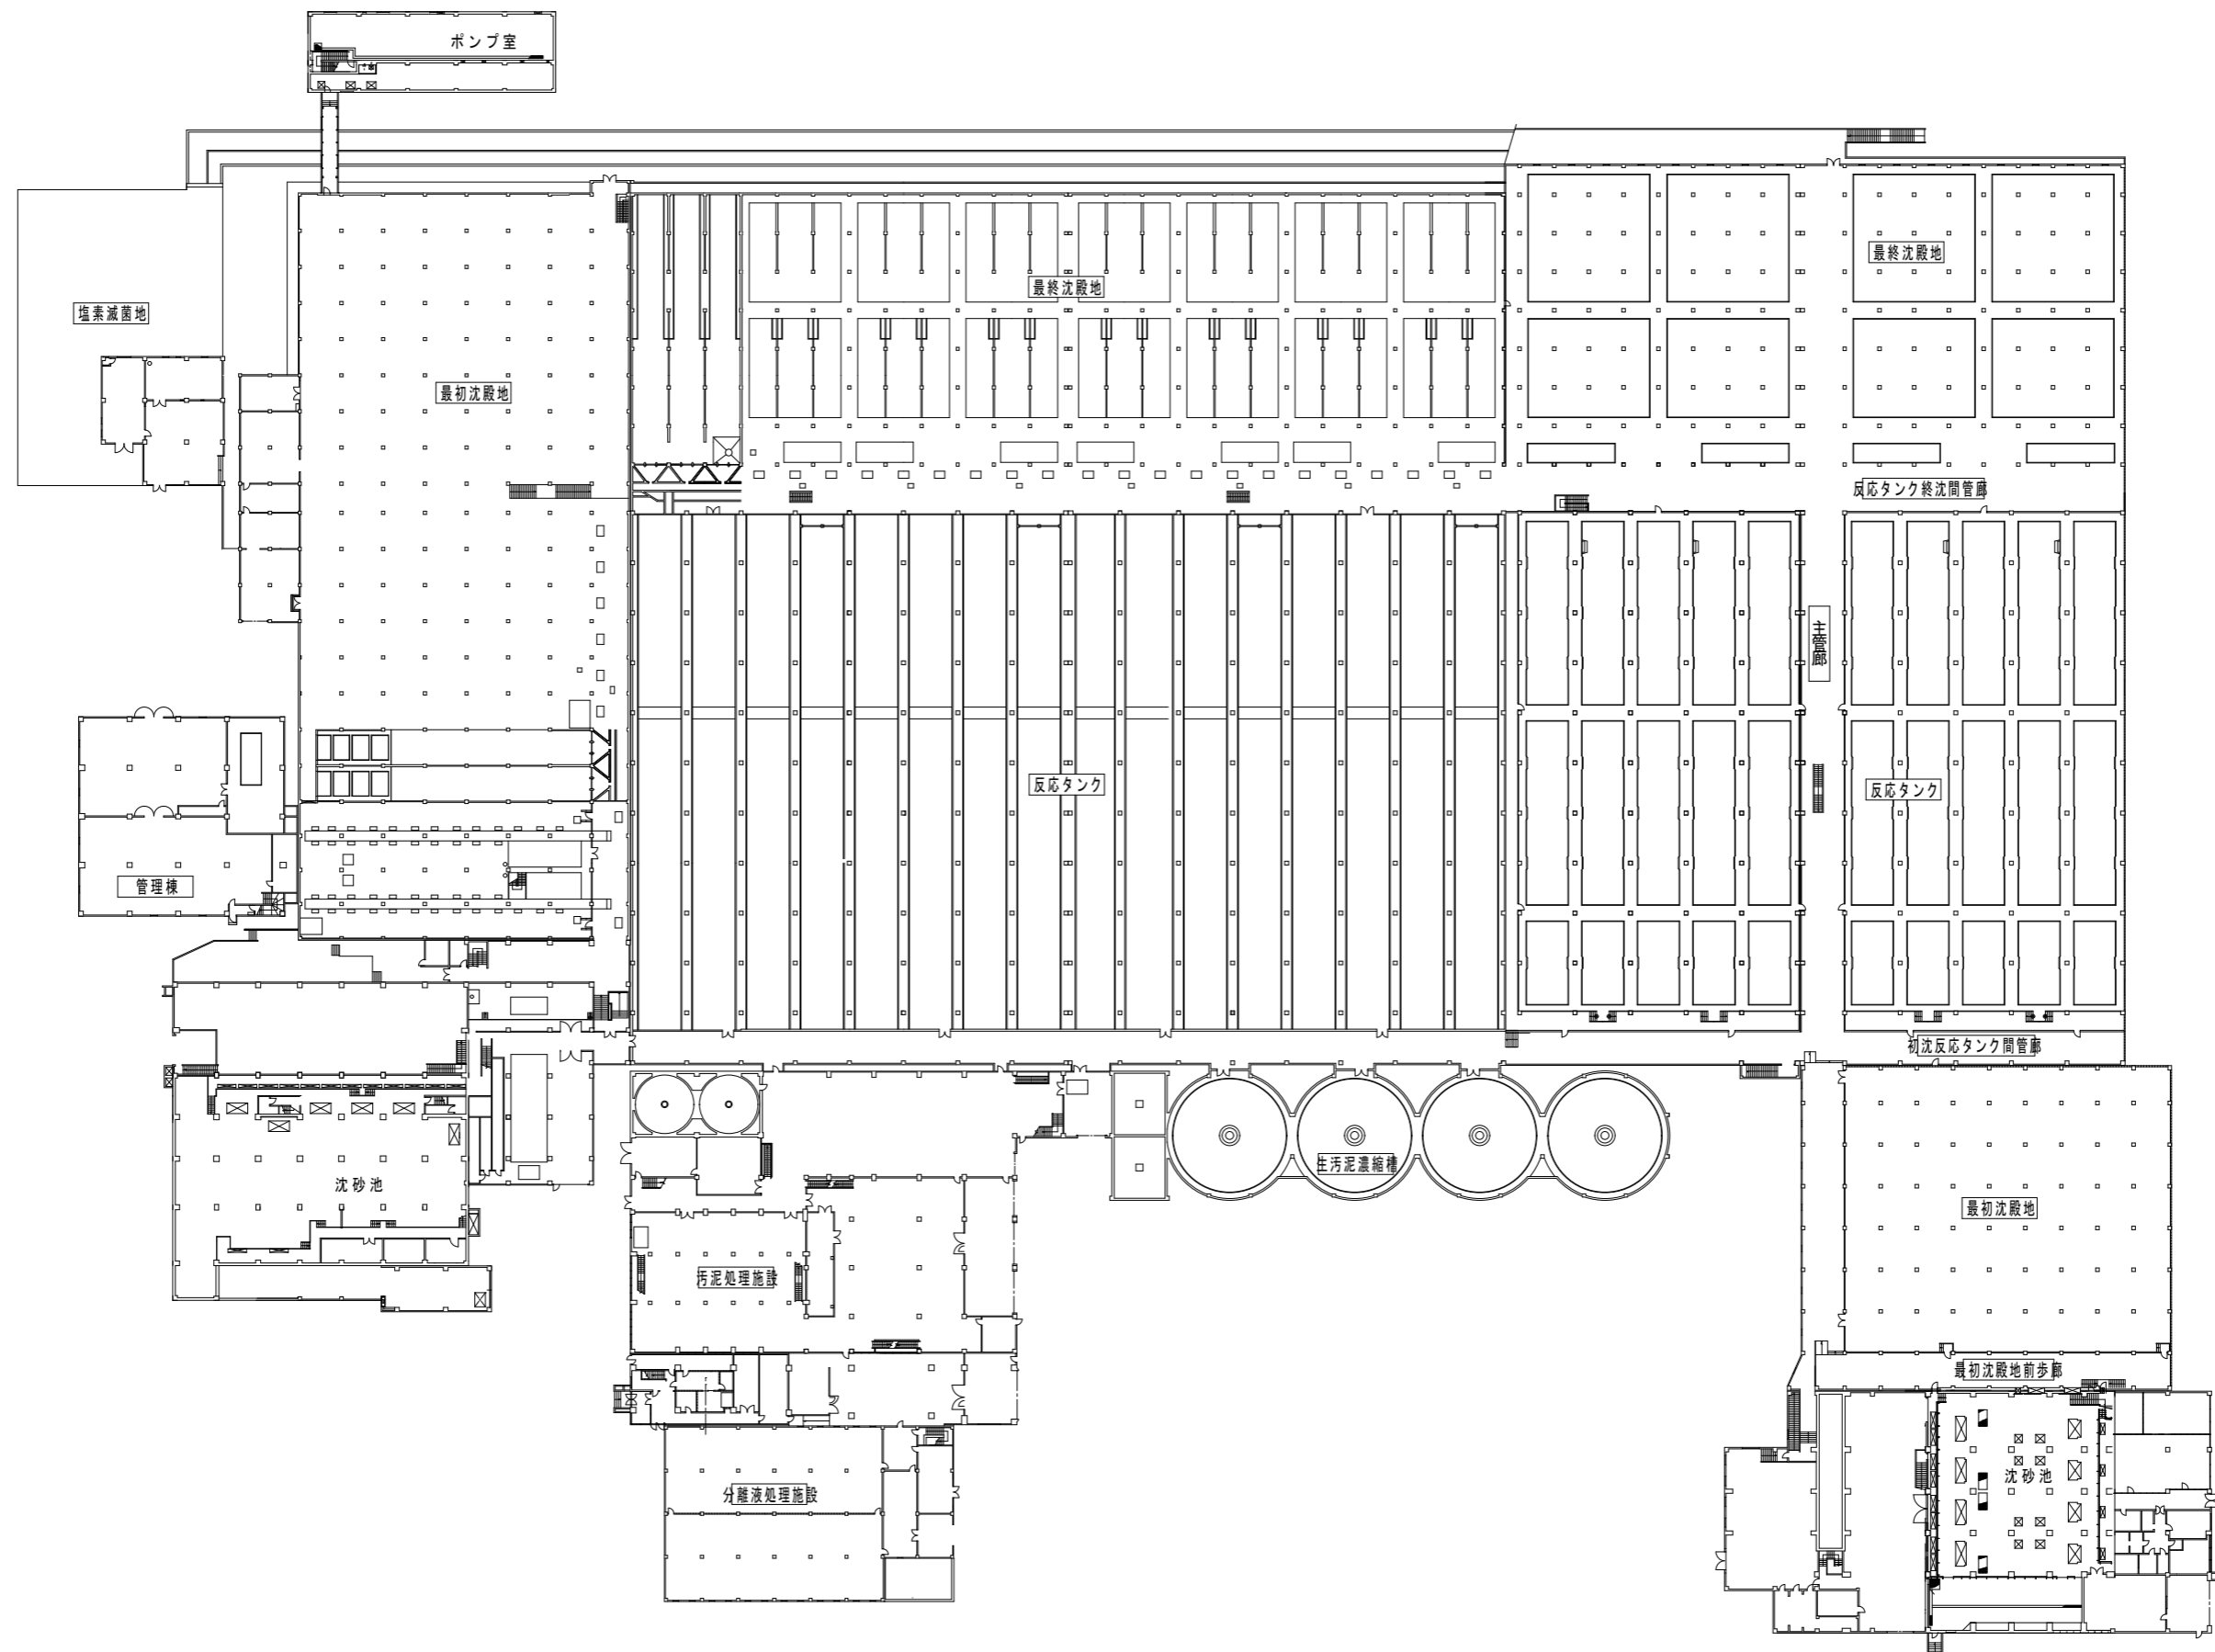 ポンプ室
最終沈殿地
最終沈殿地
塩素滅菌地
最初沈殿地
反応タンク終沈間管廊
主管廊
反応タンク
反応タンク
管理棟
初沈反応タンク間管廊
生汚泥濃縮槽
沈砂池
最初沈殿地
汚泥処理施設
最初沈殿地前歩廊
沈砂池
分離液処理施設